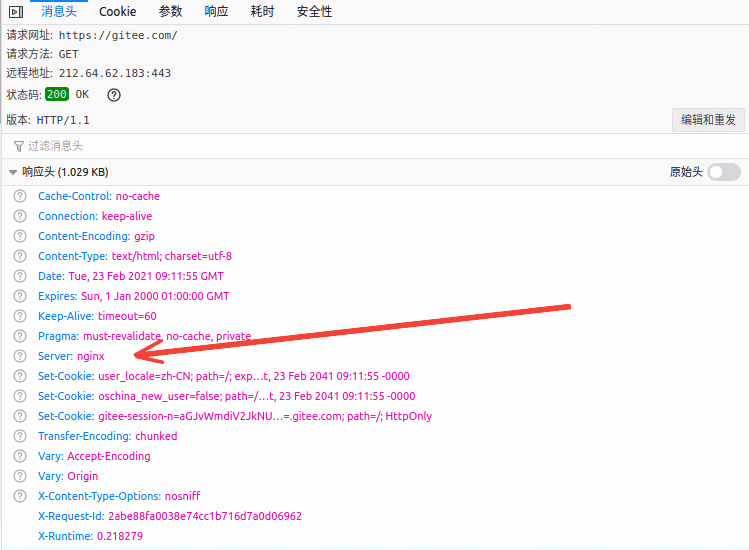 消息头 Cookie 参数 响应 耗时 安全性
请求网址: https://gitee.com/
请求方法: GET
远程地址: 212.64.62.183:443
状态码: 200 OK ?
版本: HTTP/1.1 编辑和重发
过滤消息头
响应头 (1.029 KB) 原始头
? Cache-Control: no-cache
? Connection: keep-alive
? Content-Encoding: gzip
? Content-Type: text/html; charset=utf-8
? Date: Tue, 23 Feb 2021 09:11:55 GMT
? Expires: Sun, 1 Jan 2000 01:00:00 GMT
? Keep-Alive: timeout=60
? Pragma: must-revalidate, no-cache, private
? Server: nginx
? Set-Cookie: user_locale=zh-CN; path=/; exp…t, 23 Feb 2041 09:11:55 -0000
? Set-Cookie: oschina_new_user=false; path=/…t, 23 Feb 2041 09:11:55 -0000
? Set-Cookie: gitee-session-n=aGJvWmdiV2JkNU…=.gitee.com; path=/; HttpOnly
? Transfer-Encoding: chunked
? Vary: Accept-Encoding
? Vary: Origin
? X-Content-Type-Options: nosniff
X-Request-Id: 2abe88fa0038e74cc1b716d7a0d06962
X-Runtime: 0.218279